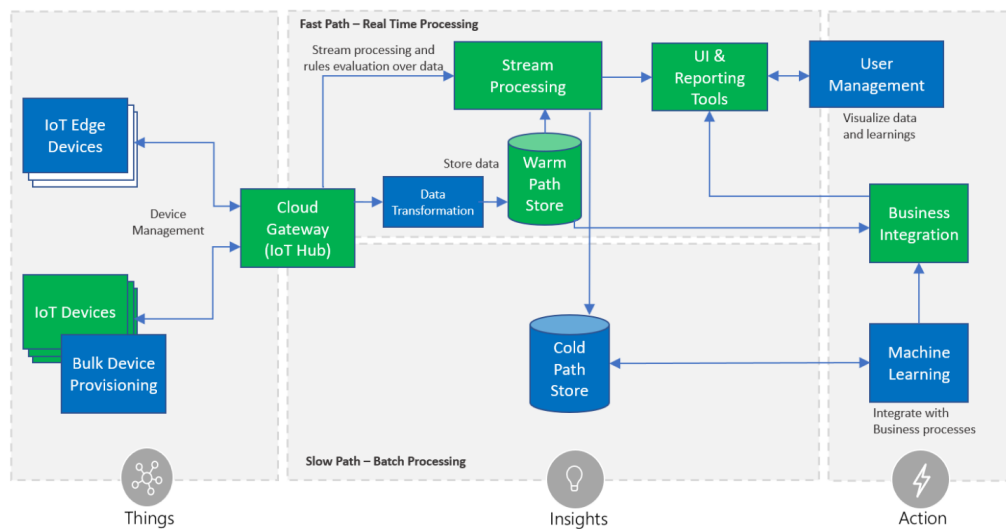 Fast Path – Real Time Processing
Stream processing and
rules evaluation over data
Stream
Processing
UI &
Reporting
Tools
User
Management
Visualize data
and learnings
IoT Edge
Devices
Store data
Warm
Path
Store
Data
Transformation
Device
Management
Cloud
Gateway
(IoT Hub)
Business
Integration
IoT Devices
Bulk Device
Provisioning
Cold
Path
Store
Machine
Learning
Integrate with
Business processes
Slow Path – Batch Processing
Things
Insights
Action